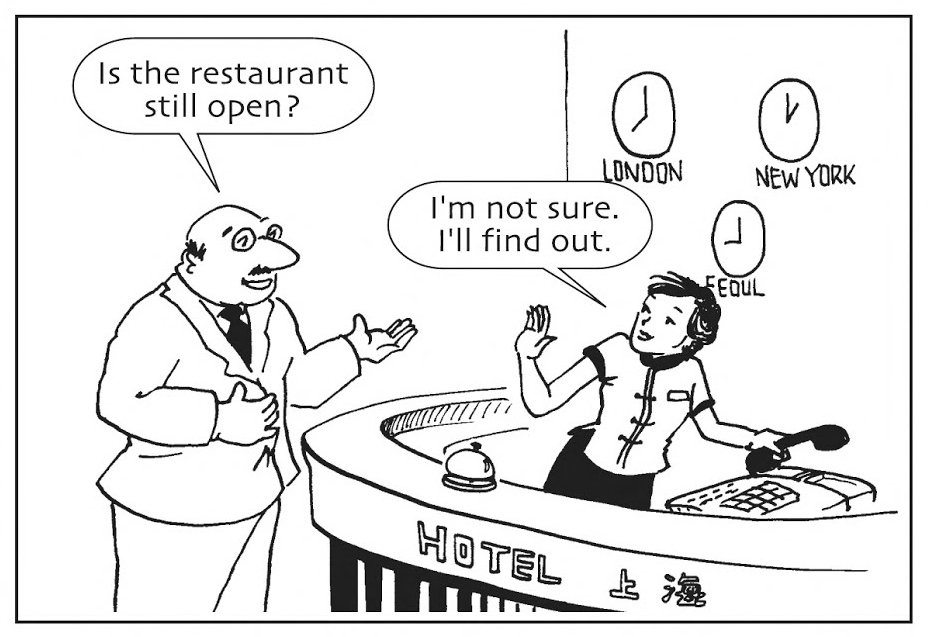 Is the restaurant
still open?
LONDON
NEW YORK
I'm not sure.
I'll find out.
SEOUL
HOTEL 上海